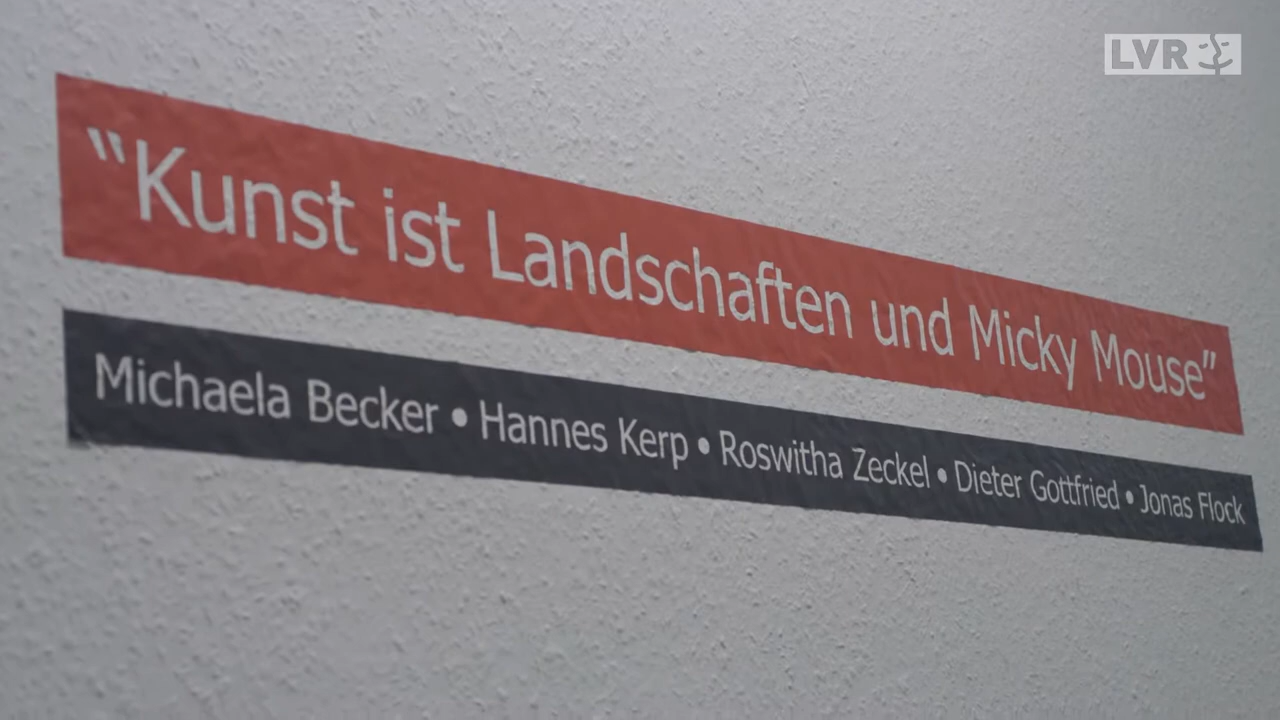 LVR
“Kunst ist Landschaften und Micky Mouse”
Michaela Becker • Hannes Kerp • Roswitha Zeckel • Dieter Gottfried • Jonas Flock